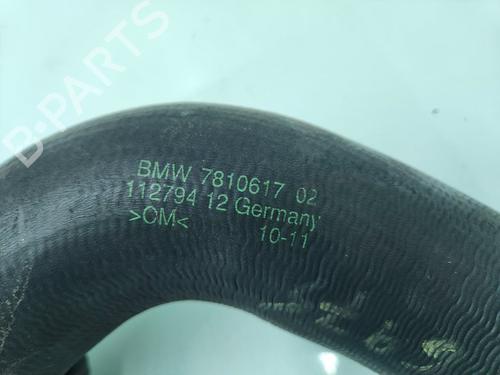 B-PARTS
BMW 7810617 02
112794 12 Germany
>CM<
10-11